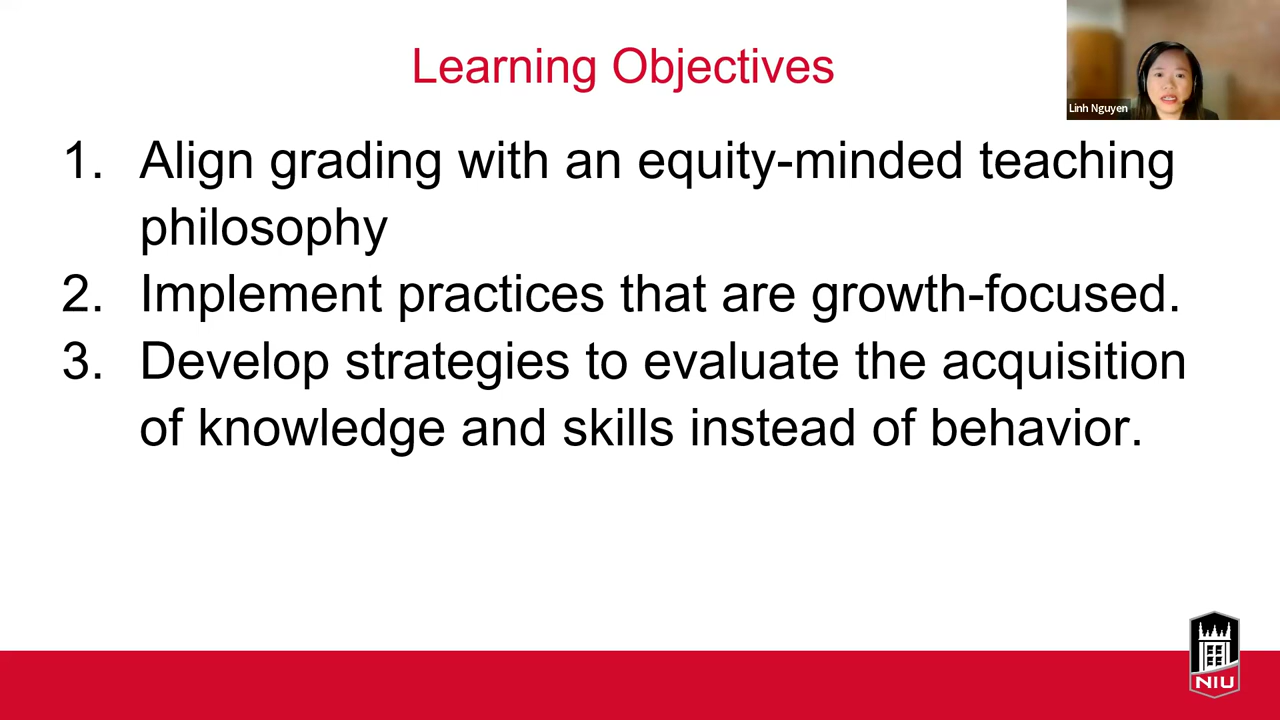 Learning Objectives
Linh Nguyen
1. Align grading with an equity-minded teaching
philosophy
2. Implement practices that are growth-focused.
3. Develop strategies to evaluate the acquisition
of knowledge and skills instead of behavior.
NIU